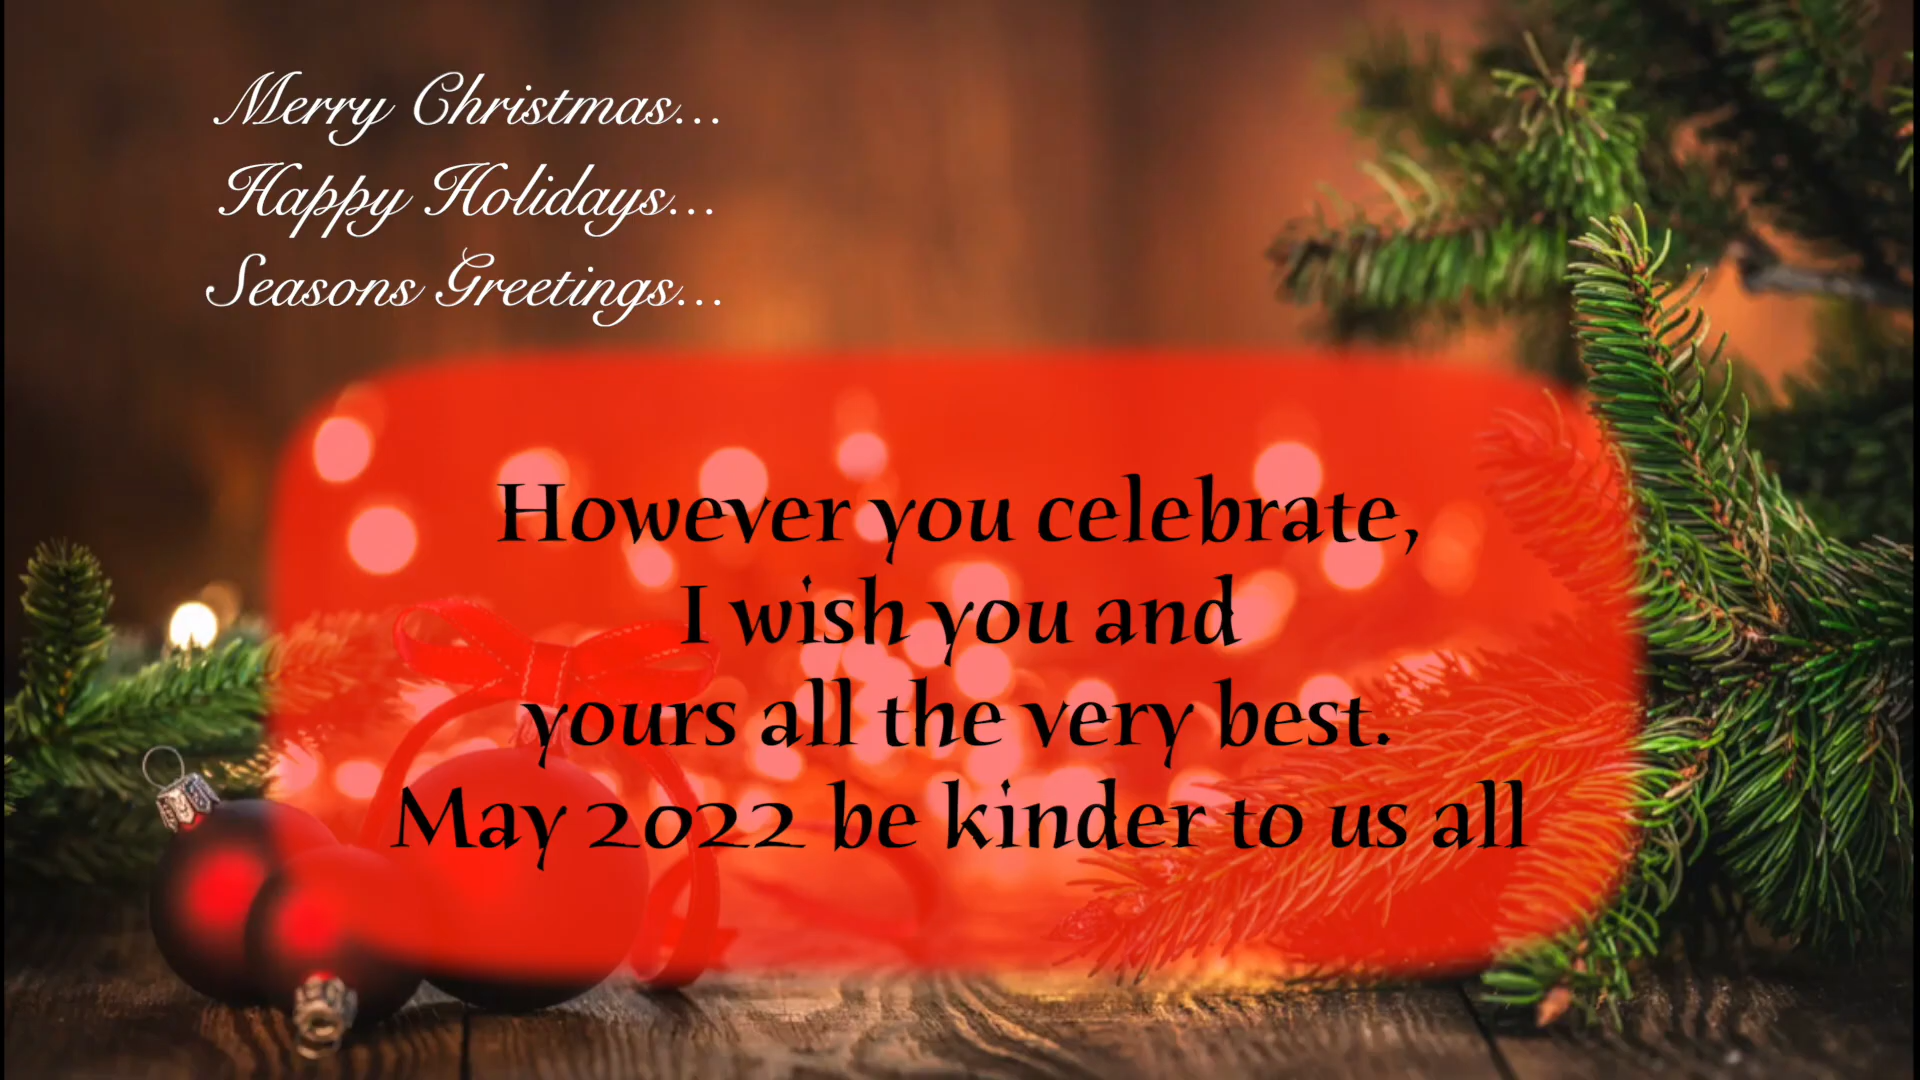 Merry Christmas...
Happy Holidays...
Seasons Greetings...
However you celebrate,
I wish you and
yours all the very best.
May 2022 be kinder to us all